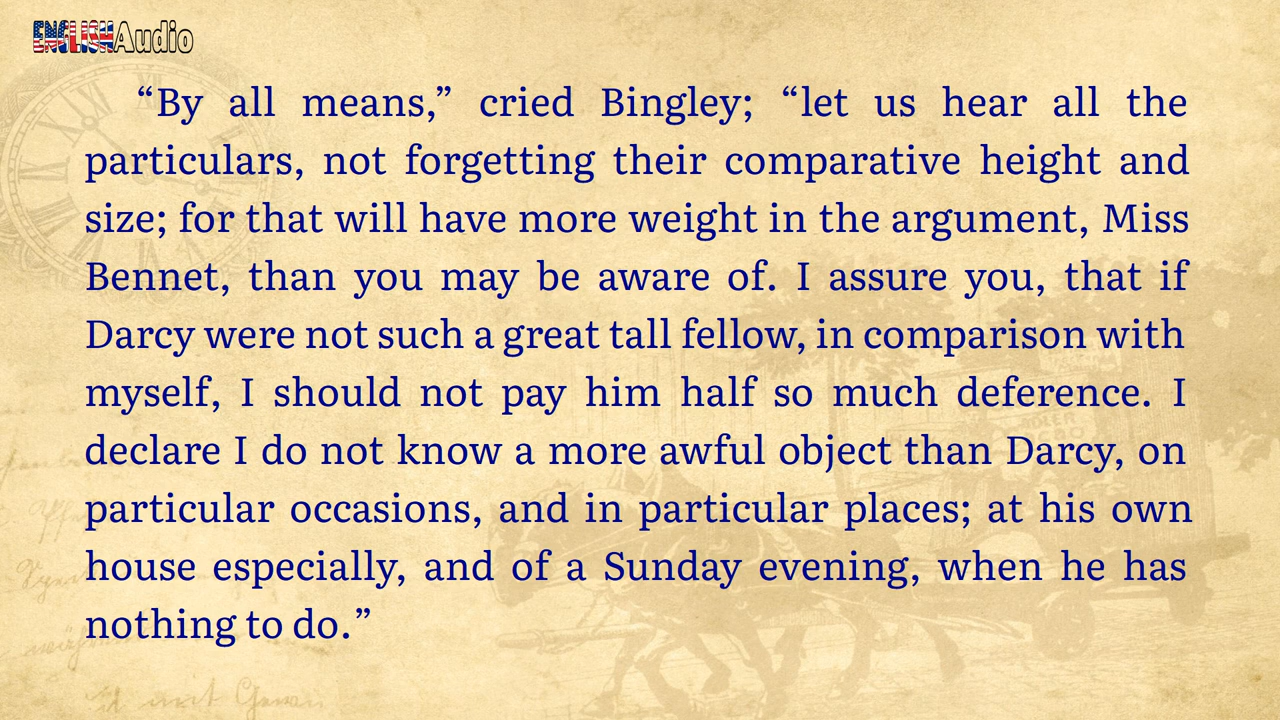 ENGLISHAudio
“By all means,” cried Bingley; “let us hear all the
particulars, not forgetting their comparative height and
size; for that will have more weight in the argument, Miss
Bennet, than you may be aware of. I assure you, that if
Darcy were not such a great tall fellow, in comparison with
myself, I should not pay him half so much deference. I
declare I do not know a more awful object than Darcy, on
particular occasions, and in particular places; at his own
house especially, and of a Sunday evening, when he has
nothing to do.”